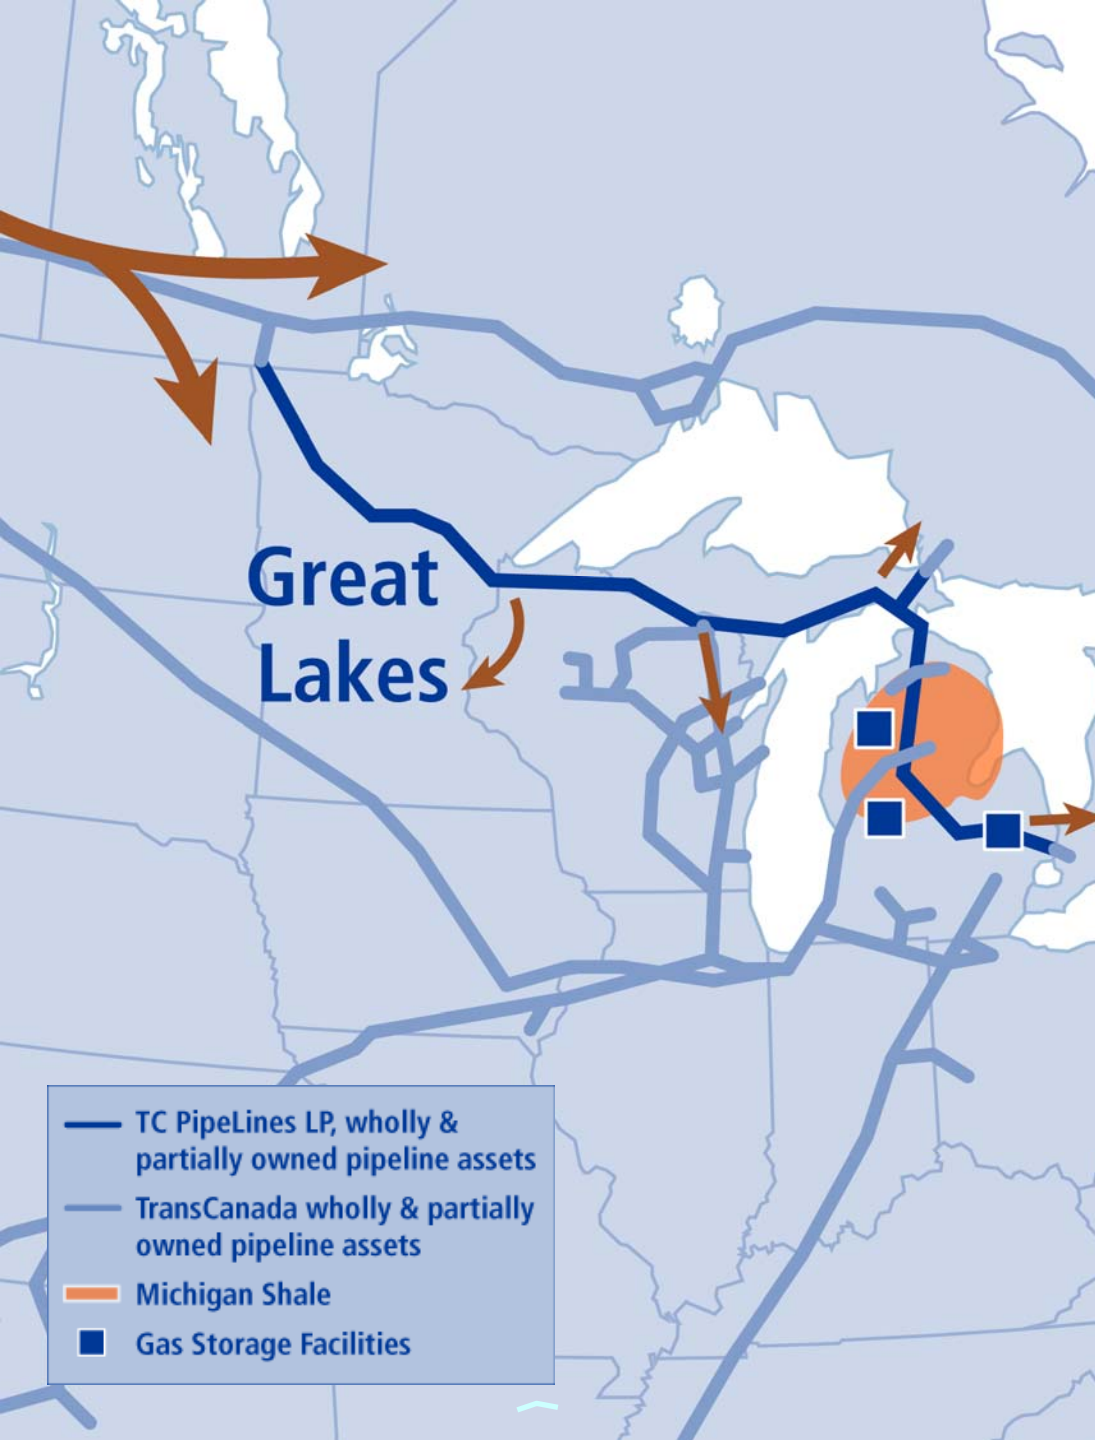 Great
Lakes
TC PipeLines LP, wholly &
partially owned pipeline assets
TransCanada wholly & partially
owned pipeline assets
Michigan Shale
Gas Storage Facilities